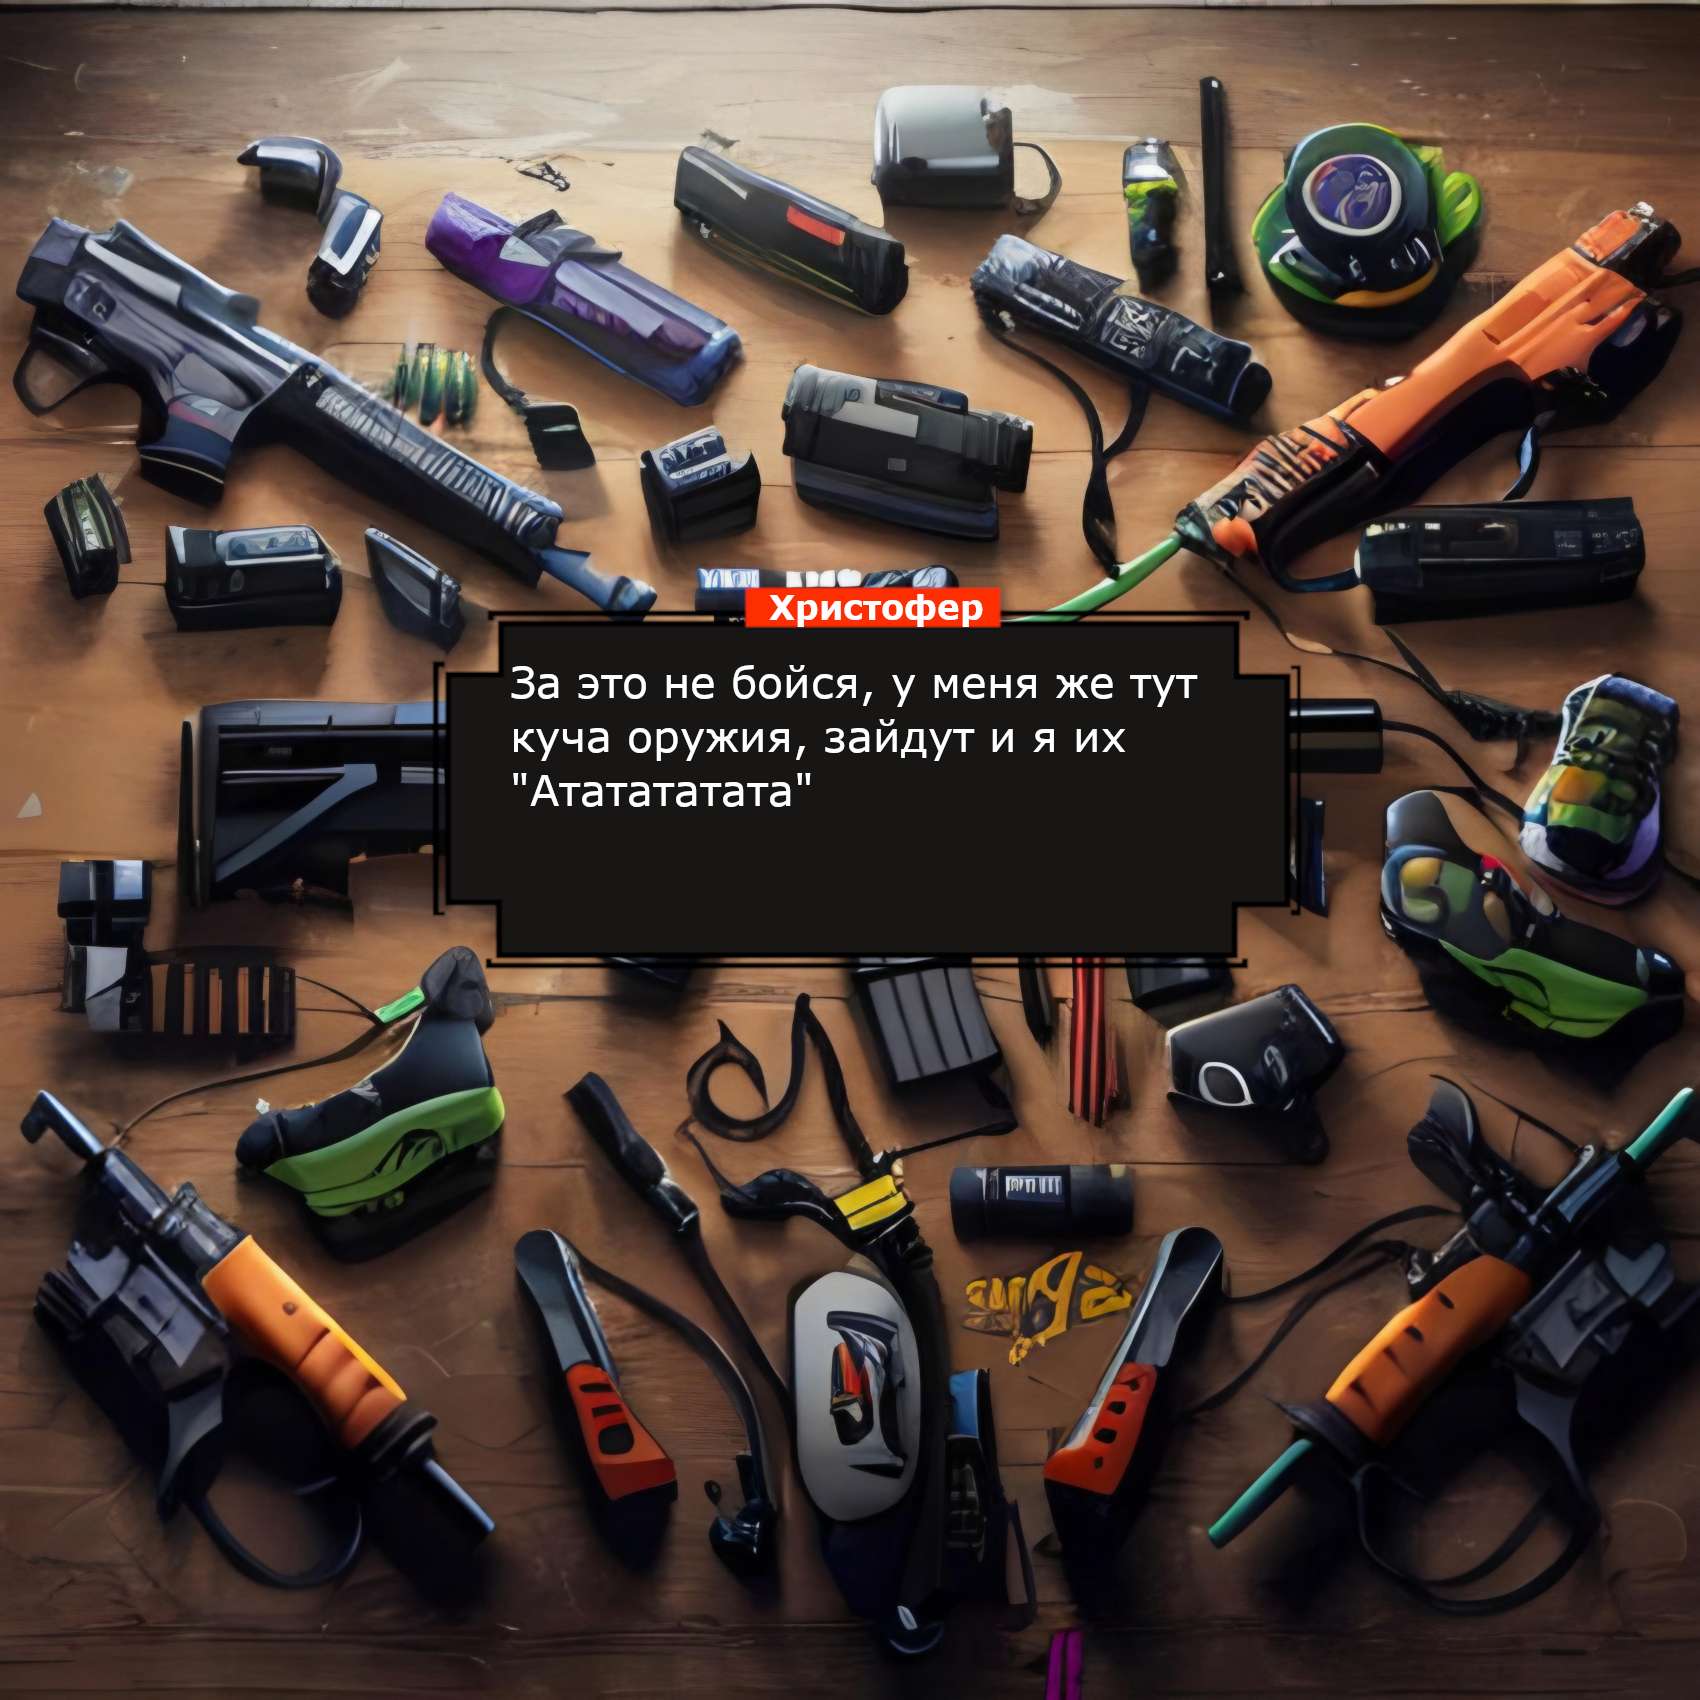 Христофер
За это не бойся, у меня же тут
куча оружия, зайдут и я их
"Ататататата"